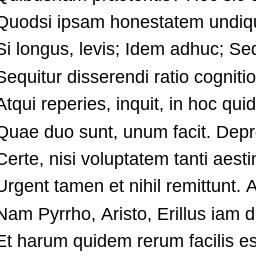 Quodsi ipsam honestatem undiqu
Si longus, levis; Idem adhuc; Sed
Sequitur disserendi ratio cognitio
Atqui reperies, inquit, in hoc quid
Quae duo sunt, unum facit. Depr
Certe, nisi voluptatem tanti aestim
Urgent tamen et nihil remittunt. A
Nam Pyrrho, Aristo, Erillus iam d
Et harum quidem rerum facilis es